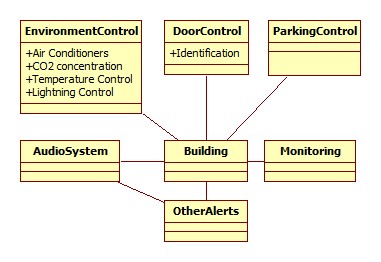 EnvironmentControl
+Air Conditioners
+CO2 concentration
+Temperature Control
+Lightning Control
DoorControl
+Identification
ParkingControl
AudioSystem
Building
Monitoring
OtherAlerts